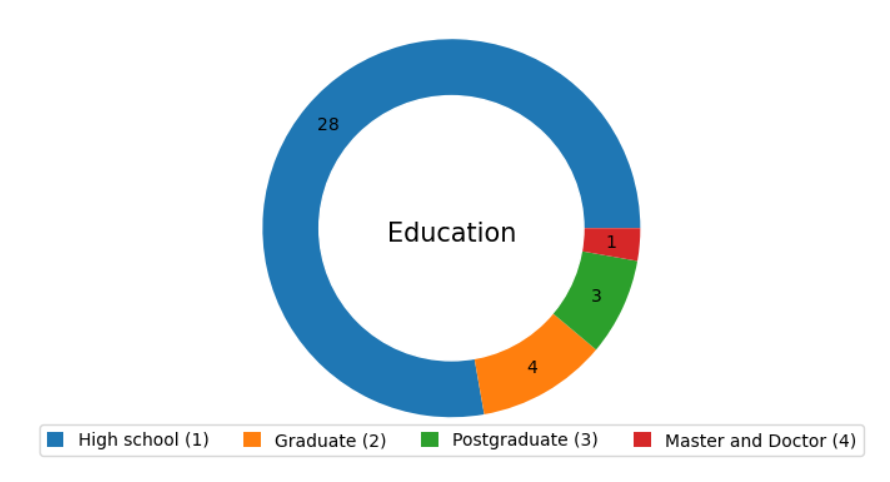 28
Education
1
3
4
High school (1) Graduate (2) Postgraduate (3) Master and Doctor (4)